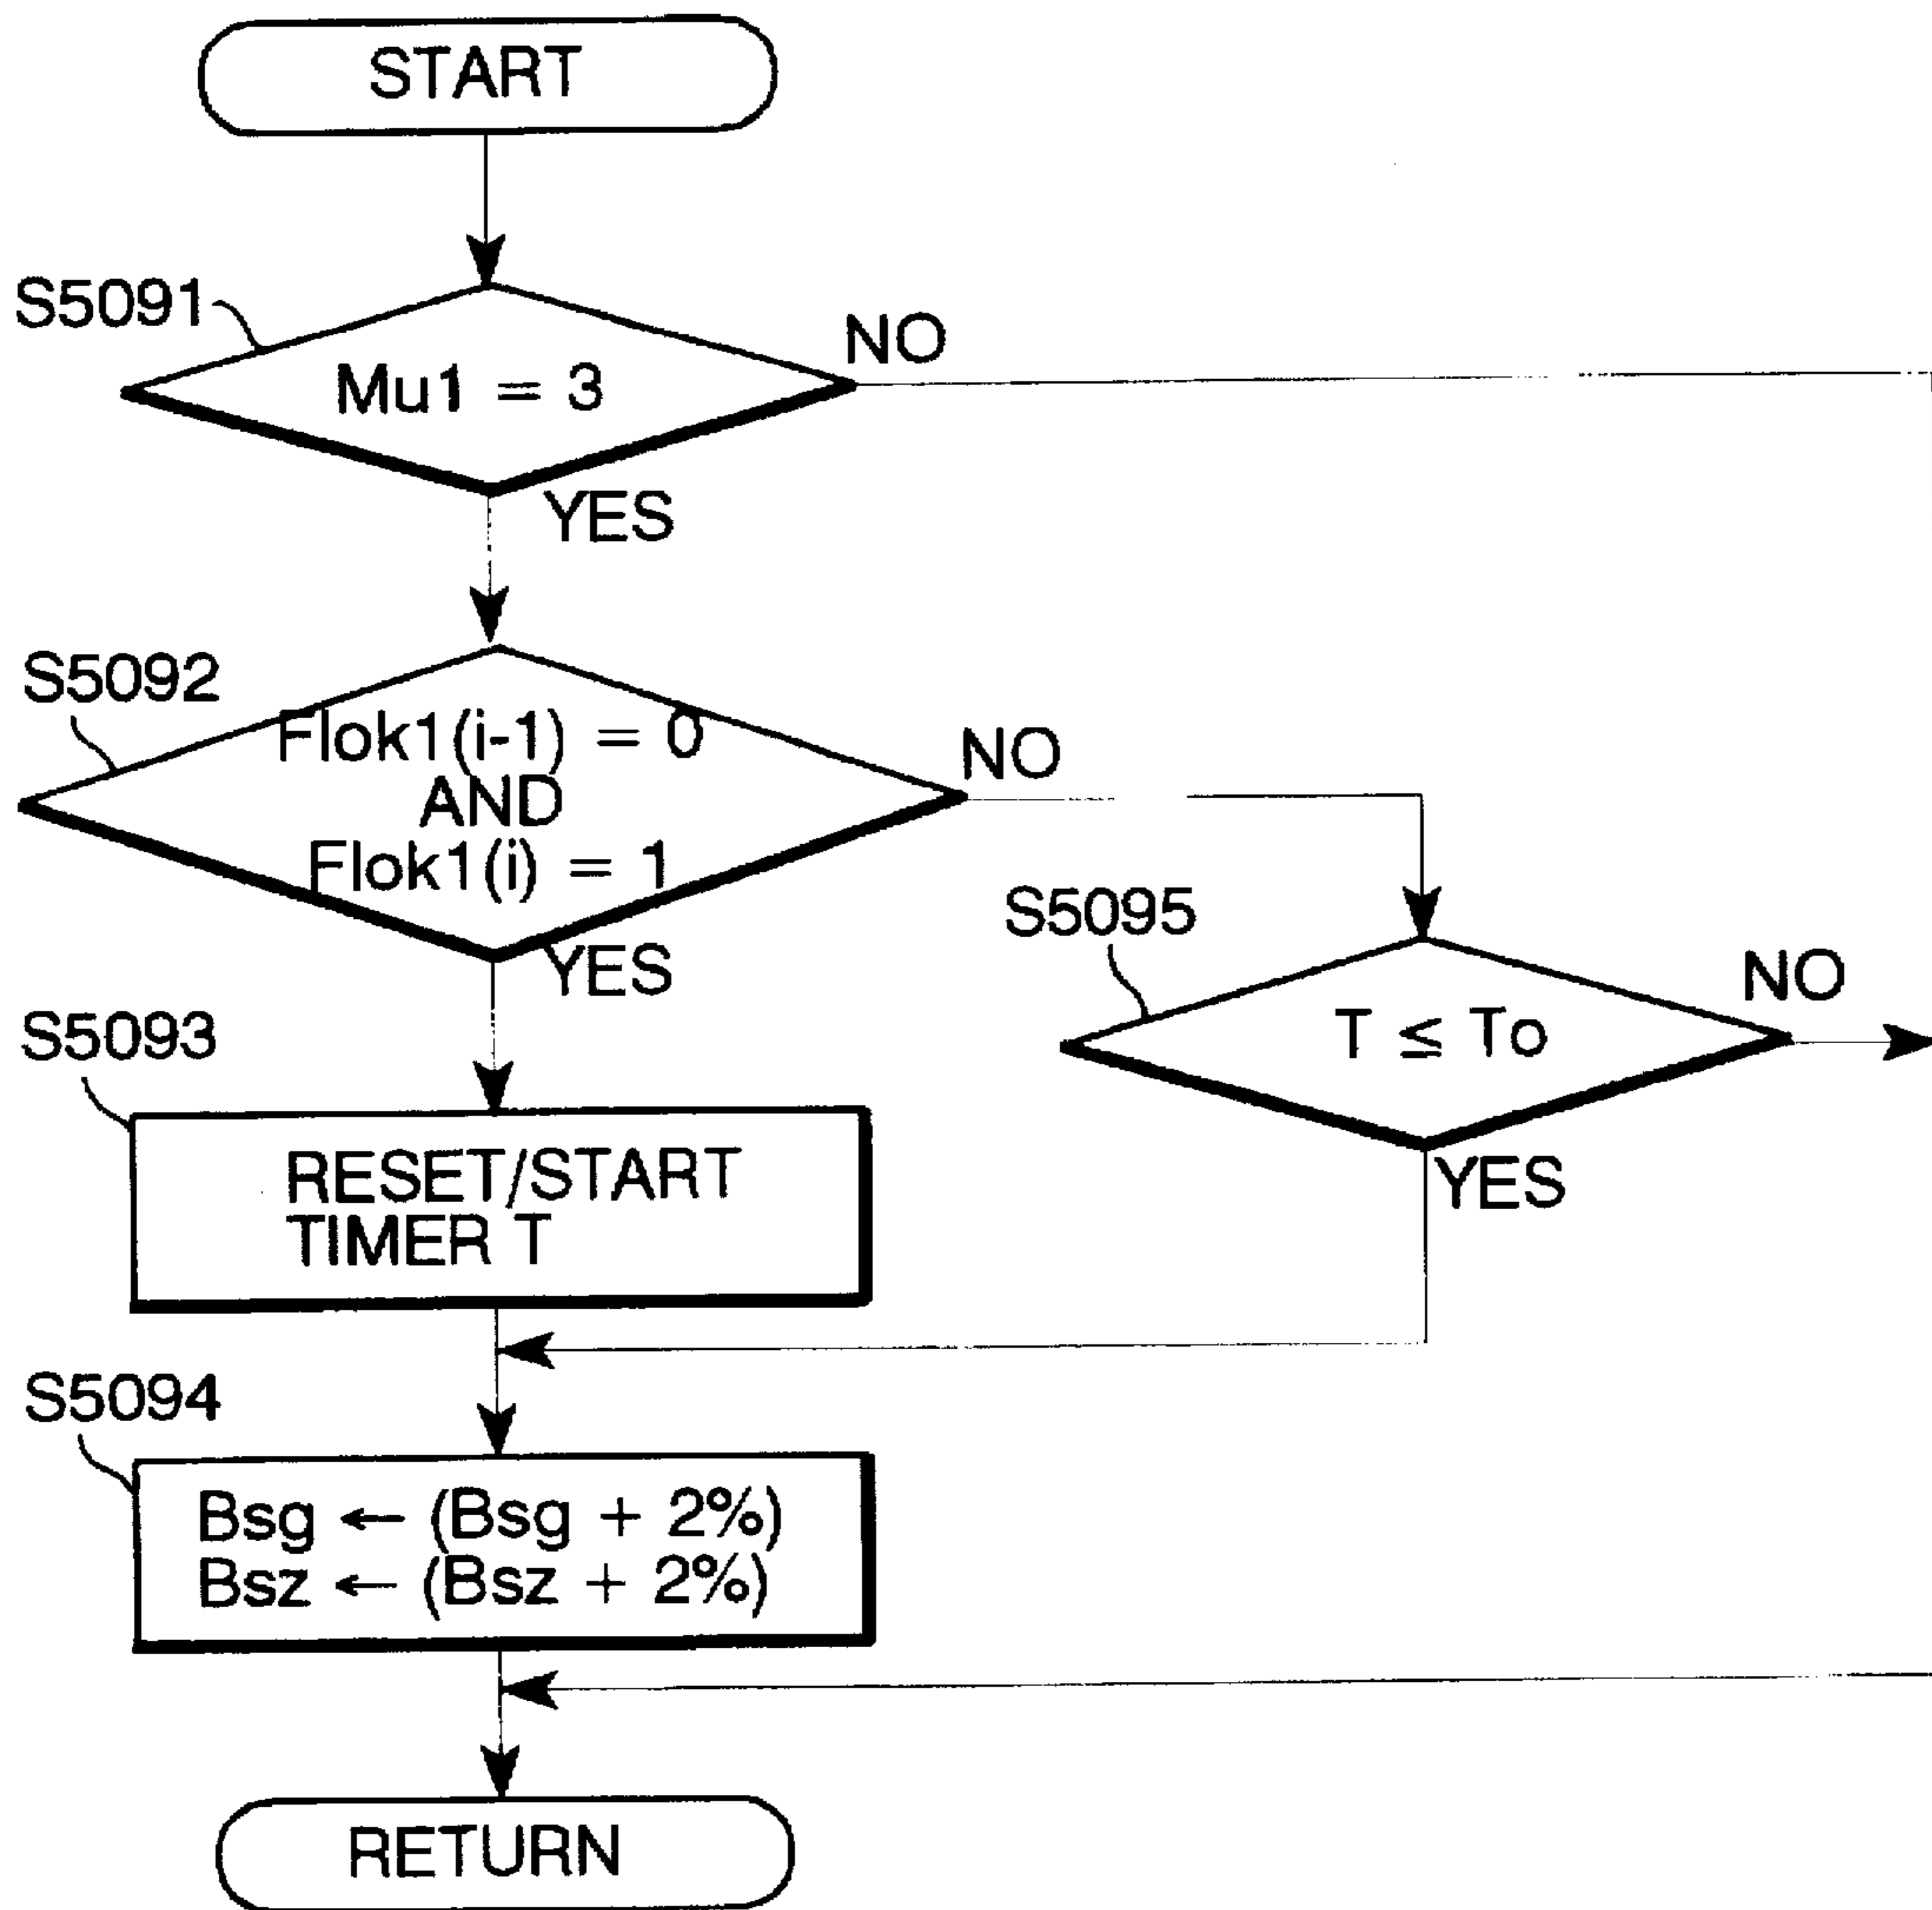 START
S5091
Mu1 = 3
NO
YES
S5092
Flok1(i-1) = 0
AND
Flok1(i) = 1
NO
YES
S5095
T ≤ To
NO
YES
S5093
RESET/START
TIMER T
S5094
Bsg ← (Bsg + 2%)
Bsz ← (Bsz + 2%)
RETURN